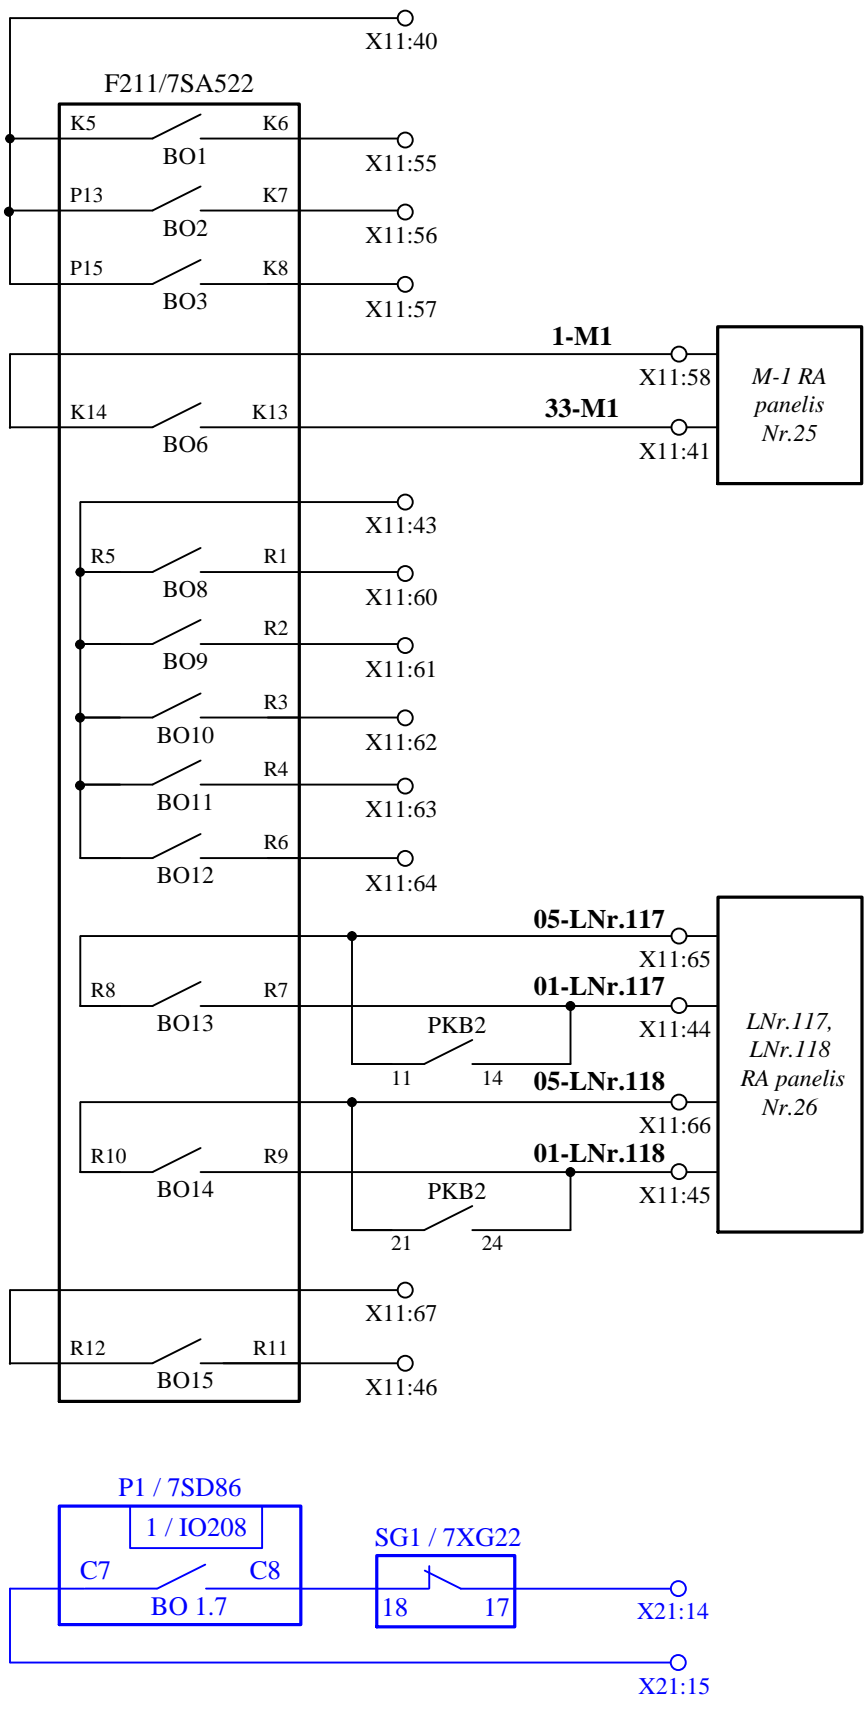 X11:40
F211/7SA522
K5 K6
BO1
X11:55
P13 K7
BO2
X11:56
P15 K8
BO3
X11:57
1-M1
X11:58
K14 K13
BO6
33-M1
X11:41
M-1 RA
panelis
Nr.25
X11:43
R5 R1
BO8
X11:60
R2
BO9
X11:61
R3
BO10
X11:62
R4
BO11
X11:63
R6
BO12
X11:64
05-LNr.117
X11:65
R8 R7
BO13
01-LNr.117
X11:44
PKB2
11 14
05-LNr.118
X11:66
R10 R9
BO14
01-LNr.118
X11:45
PKB2
21 24
LNr.117,
LNr.118
RA panelis
Nr.26
X11:67
R12 R11
BO15
X11:46
P1 / 7SD86
1 / IO208
C7 C8
BO 1.7
SG1 / 7XG22
18 17
X21:14
X21:15